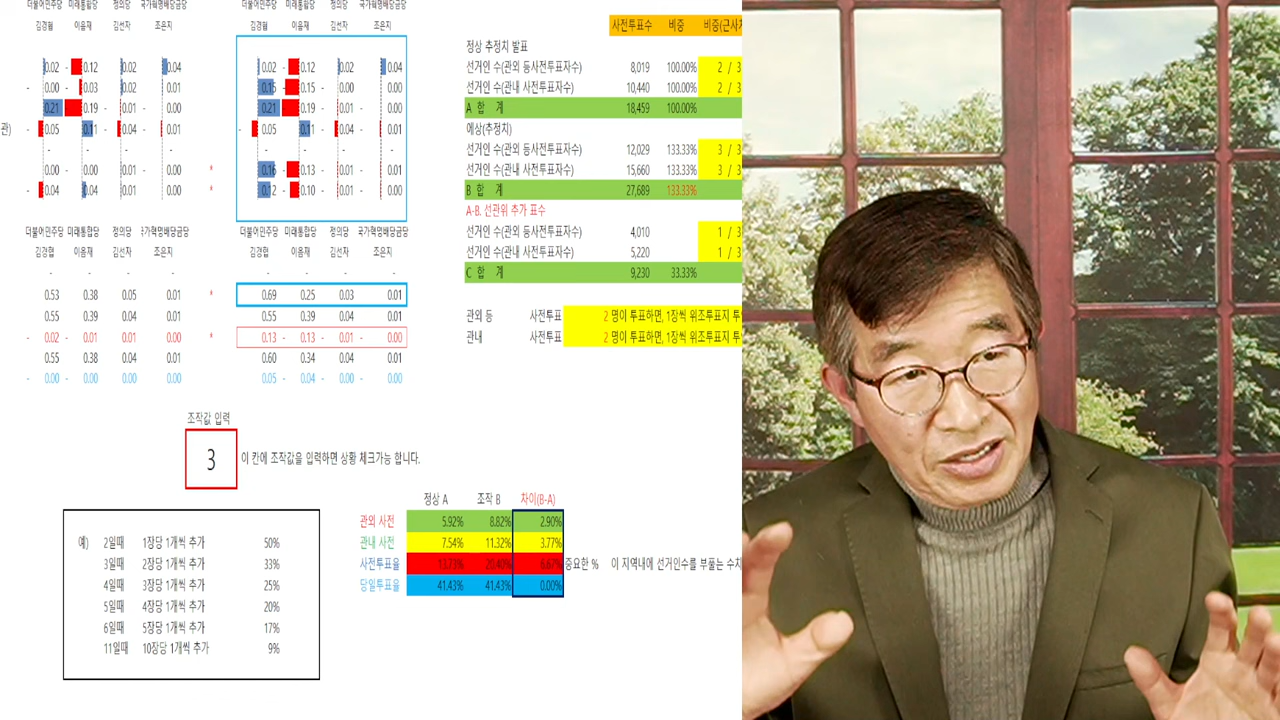 더불어민주당 미래통합당 정의당 국가혁명배당금당 더불어민주당 미래통합당 정의당 국가혁명배당금당
김선자 조은지 김선자 조은지
사전투표수 비중 비중(근사치
정상 추정치 발표
0.02 - 0.12 0.02 0.04 0.02 - 0.12 0.02 0.04 선거인 수(관외 등사전투표자수) 8,019 100.00% 2 / 3
- 0.00 - 0.03 0.02 0.01 0.15 - 0.15 - 0.00 0.00 선거인 수(관내 사전투표자수) 10,440 100.00% 2 / 3
0.21 - 0.19 - 0.01 0.00 0.21 - 0.19 - 0.01 0.00 A 합 계 18,459 100.00%
관) - 0.05 0.11 - 0.04 - 0.01 - 0.05 0.11 - 0.04 - 0.01 예상(추정치)
- - - - - - - - 선거인 수(관외 등사전투표자수) 12,029 133.33% 3 / 3
0.00 - 0.00 - 0.01 0.00 * 0.16 - 0.13 - 0.01 - 0.00 선거인 수(관내 사전투표자수) 15,660 133.33% 3 / 3
- 0.04 0.04 - 0.01 - 0.00 * 0.12 - 0.10 - 0.01 - 0.00 B 합 계 27,689 133.33%
A-B. 선관위 추가 표수
더불어민주당 미래통합당 정의당 국가혁명배당금당 더불어민주당 미래통합당 정의당 국가혁명배당금당 선거인 수(관외 등사전투표자수) 4,010 1 / 3
김선자 조은지 김선자 조은지 선거인 수(관내 사전투표자수) 5,220 1 / 3
- - - - - - - - C 합 계 9,230 33.33%
0.53 0.38 0.05 0.01 * 0.69 0.25 0.03 0.01
0.55 0.39 0.04 0.01 0.55 0.39 0.04 0.01 관외 등 사전투표 2 명이 투표하면, 1장씩 위조투표지 투
- 0.02 - 0.01 0.01 0.00 * 0.13 - 0.13 - 0.01 - 0.00 관내 사전투표 2 명이 투표하면, 1장씩 위조투표지 투
0.55 0.38 0.04 0.01 0.60 0.34 0.04 0.01
- 0.00 - 0.00 0.00 0.00 0.05 - 0.04 - 0.00 0.00
조작값 입력
3 이 칸에 조작값을 입력하면 상황 체크가능 합니다.
정상 A 조작 B 차이(B-A)
관외 사전 5.92% 8.82% 2.90%
예) 2일때 1장당 1개씩 추가 50% 관내 사전 7.54% 11.32% 3.77%
3일때 2장당 1개씩 추가 33% 사전투표율 13.73% 20.40% 6.67% 중요한 % 이 지역내에 선거인수를 부풀는 수치
4일때 3장당 1개씩 추가 25% 당일투표율 41.43% 41.43% 0.00%
5일때 4장당 1개씩 추가 20%
6일때 5장당 1개씩 추가 17%
11일때 10장당 1개씩 추가 9%